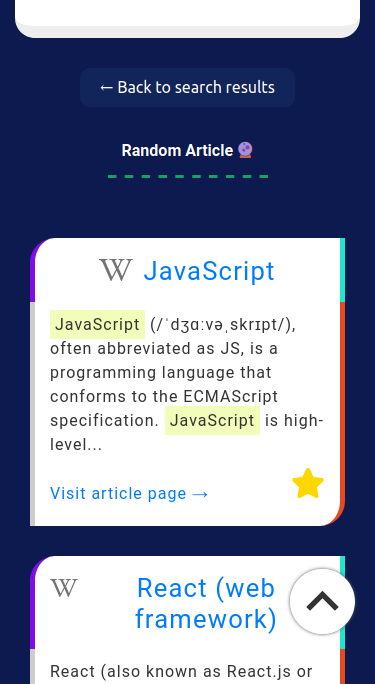 ← Back to search results
Random Article 🔮
W JavaScript
JavaScript (/ˈdʒɑːvəˌskrɪpt/),
often abbreviated as JS, is a
programming language that
conforms to the ECMAScript
specification. JavaScript is high-
level...
Visit article page →
W React (web
framework)
React (also known as React.js or